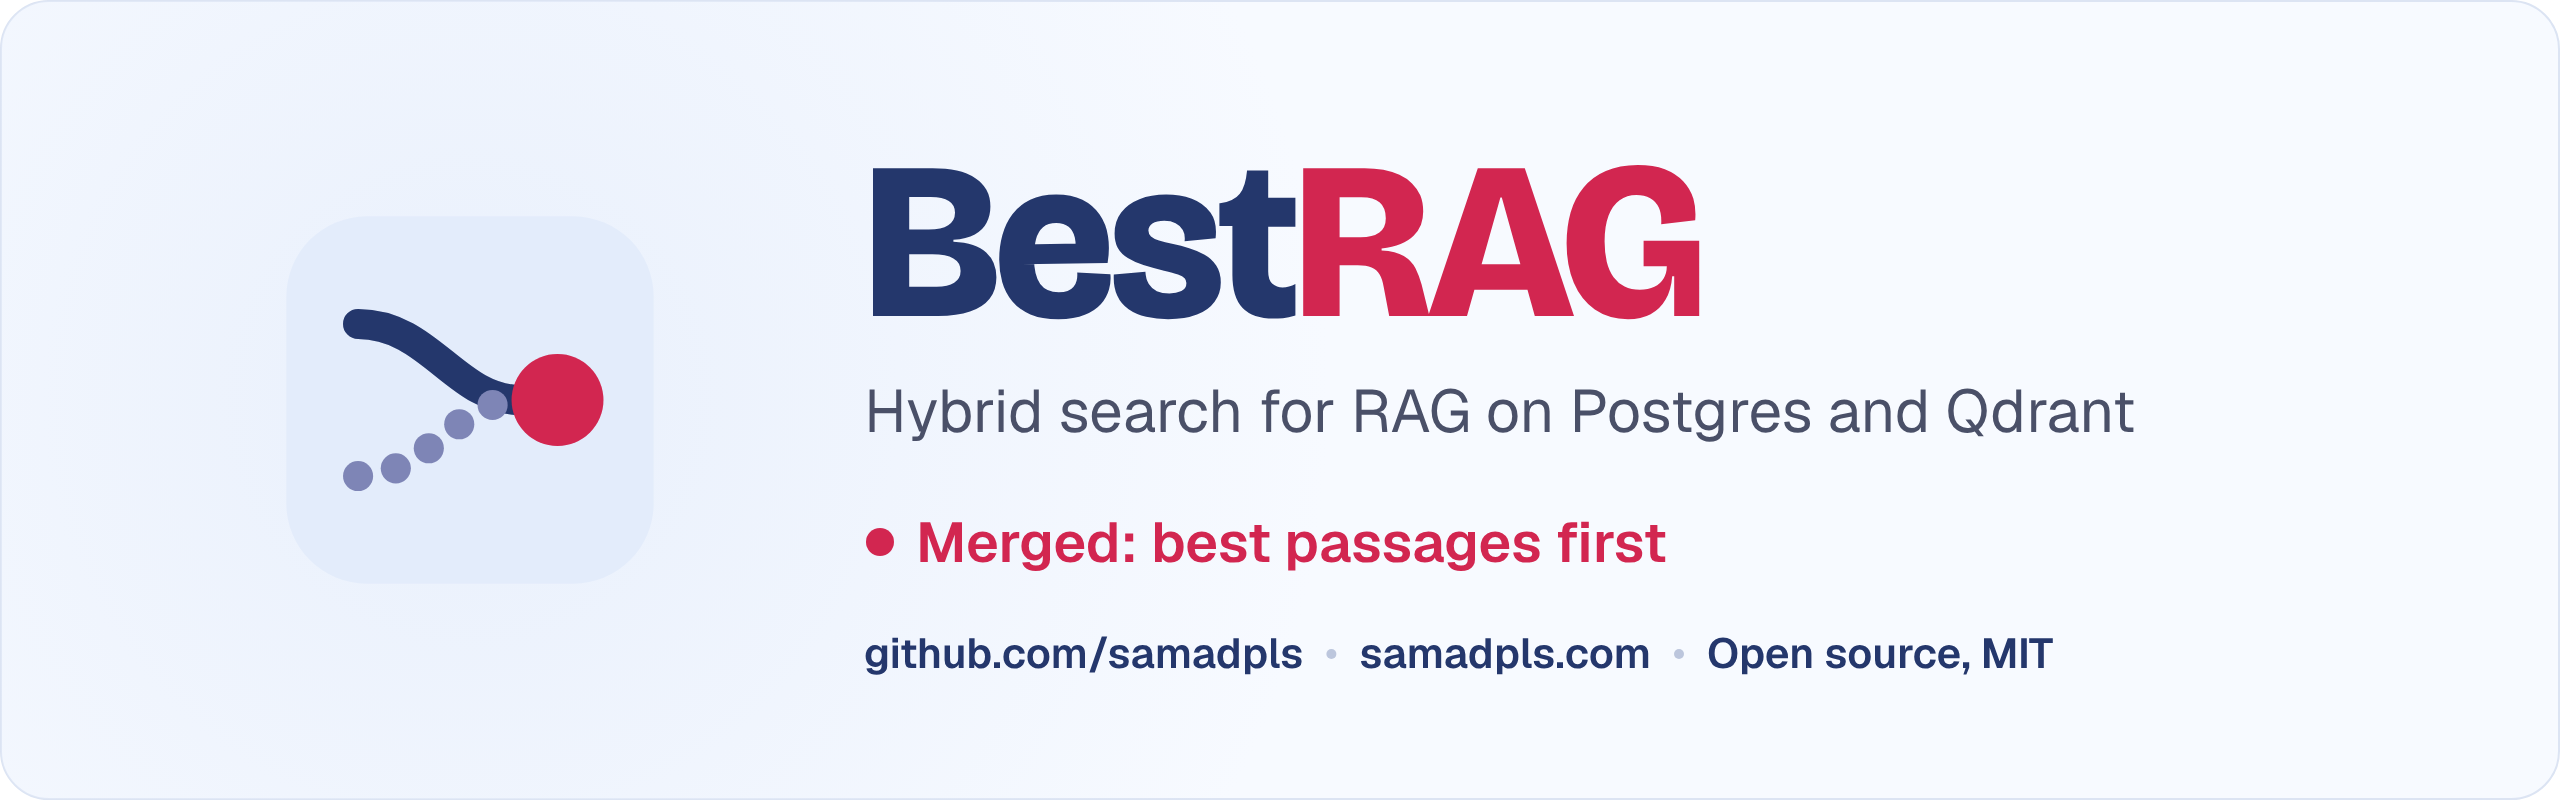 BestRAG
Hybrid search for RAG on Postgres and Qdrant
Merged: best passages first
github.com/samadpls • samadpls.com • Open source, MIT